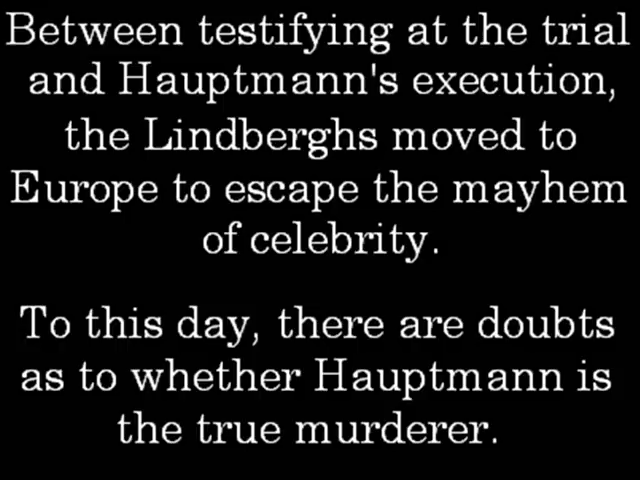 Between testifying at the trial
and Hauptmann's execution,
the Lindberghs moved to
Europe to escape the mayhem
of celebrity.
To this day, there are doubts
as to whether Hauptmann is
the true murderer.